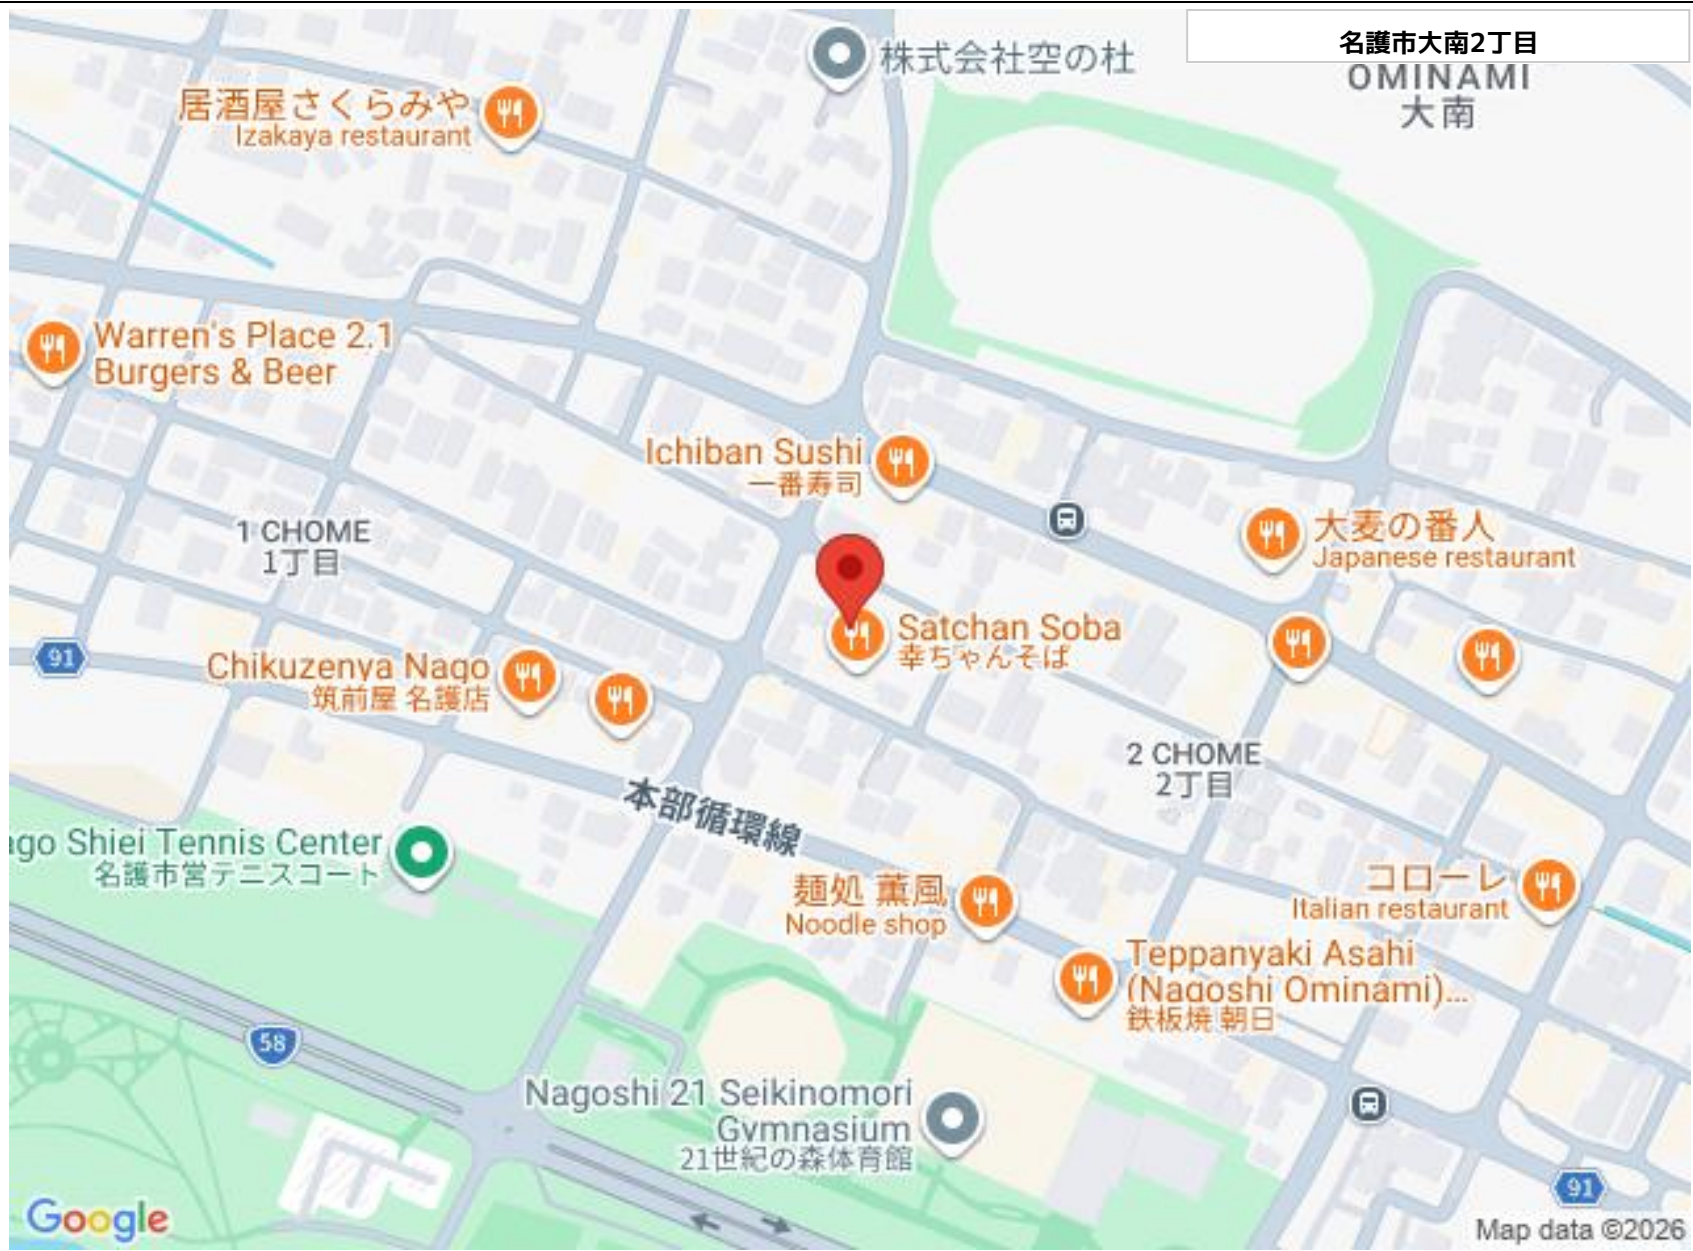 名護市大南2丁目
OMINAMI
大南
株式会社空の杜
居酒屋さくらみや
Izakaya restaurant
Warren's Place 2.1
Burgers & Beer
Ichiban Sushi
一番寿司
1 CHOME
1丁目
大麦の番人
Japanese restaurant
Satchan Soba
幸ちゃんそば
91
Chikuzenya Nago
筑前屋 名護店
2 CHOME
2丁目
本部循環線
go Shiei Tennis Center
名護市営テニスコート
麺処 薫風
Noodle shop
コローレ
Italian restaurant
Teppanyaki Asahi
(Nagoshi Ominami)...
鉄板焼 朝日
58
Nagoshi 21 Seikinomori
Gymnasium
21世紀の森体育館
91
Google
Map data ©2026